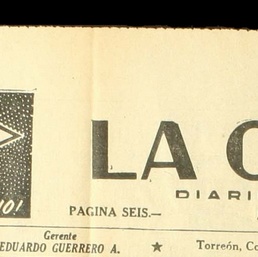 LA
DIARI
IO!
PAGINA SEIS.—
Gerente
EDUARDO GUERRERO A. ★ Torreón, Co